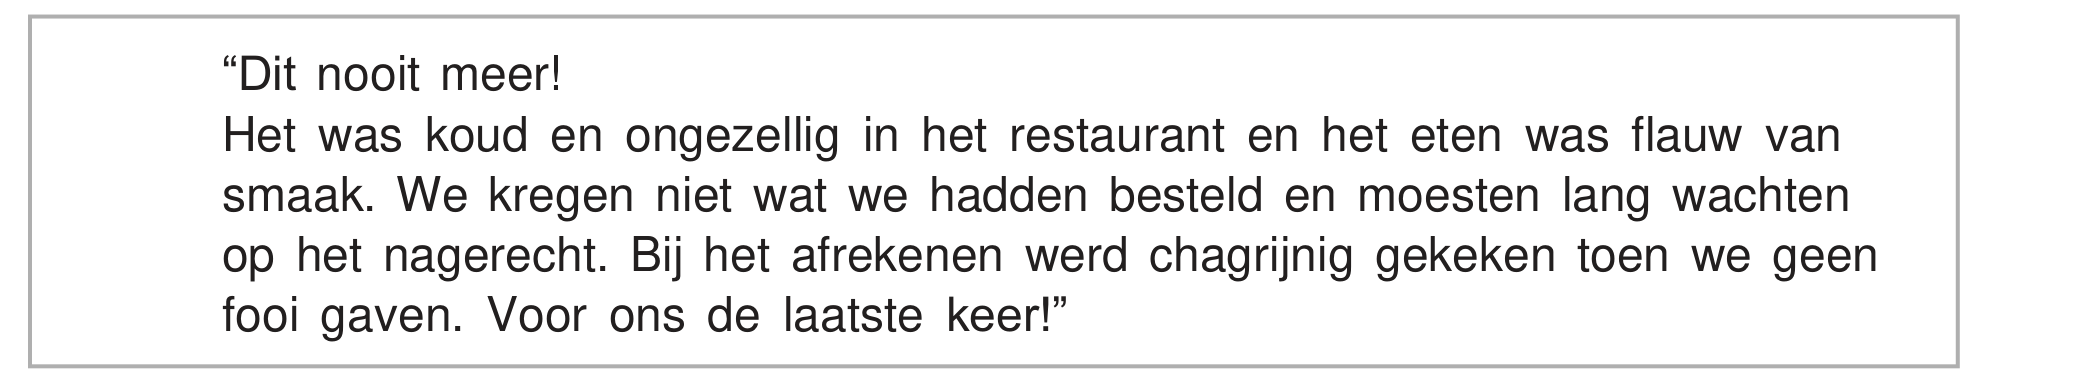 “Dit nooit meer!
Het was koud en ongezellig in het restaurant en het eten was flauw van
smaak. We kregen niet wat we hadden besteld en moesten lang wachten
op het nagerecht. Bij het afrekenen werd chagrijnig gekeken toen we geen
fooi gaven. Voor ons de laatste keer!”